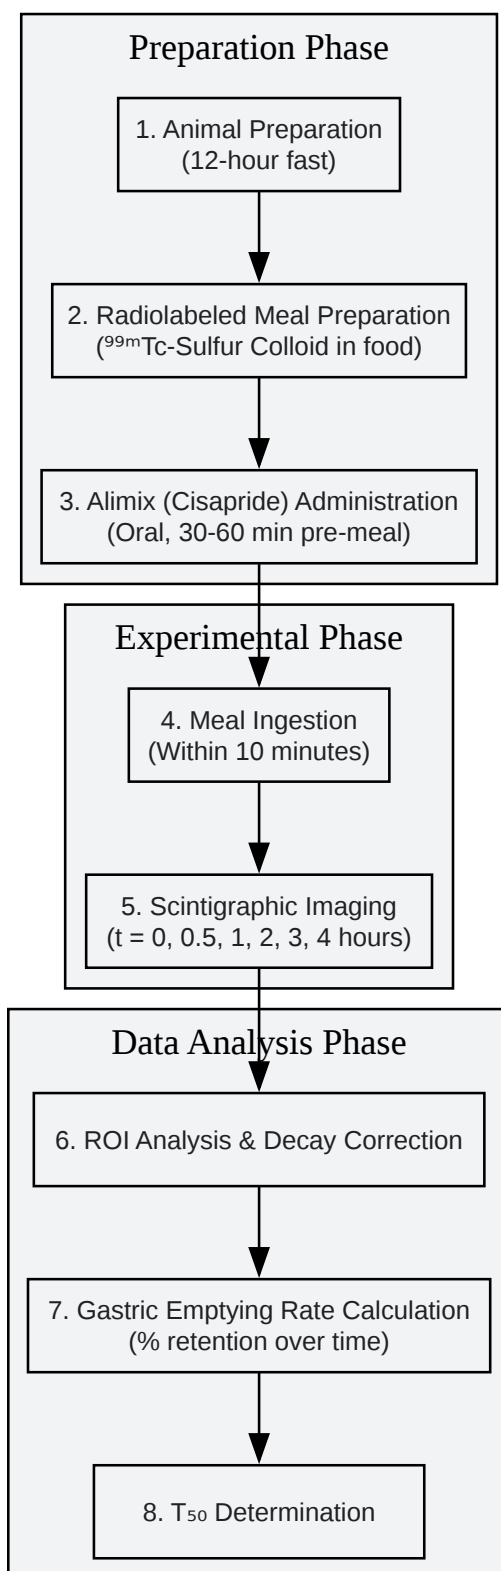 Preparation Phase
1. Animal Preparation
(12-hour fast)
2. Radiolabeled Meal Preparation
(⁹⁹ᵐTc-Sulfur Colloid in food)
3. Alimix (Cisapride) Administration
(Oral, 30-60 min pre-meal)
Experimental Phase
4. Meal Ingestion
(Within 10 minutes)
5. Scintigraphic Imaging
(t = 0, 0.5, 1, 2, 3, 4 hours)
Data Analysis Phase
6. ROI Analysis & Decay Correction
7. Gastric Emptying Rate Calculation
(% retention over time)
8. T₅₀ Determination